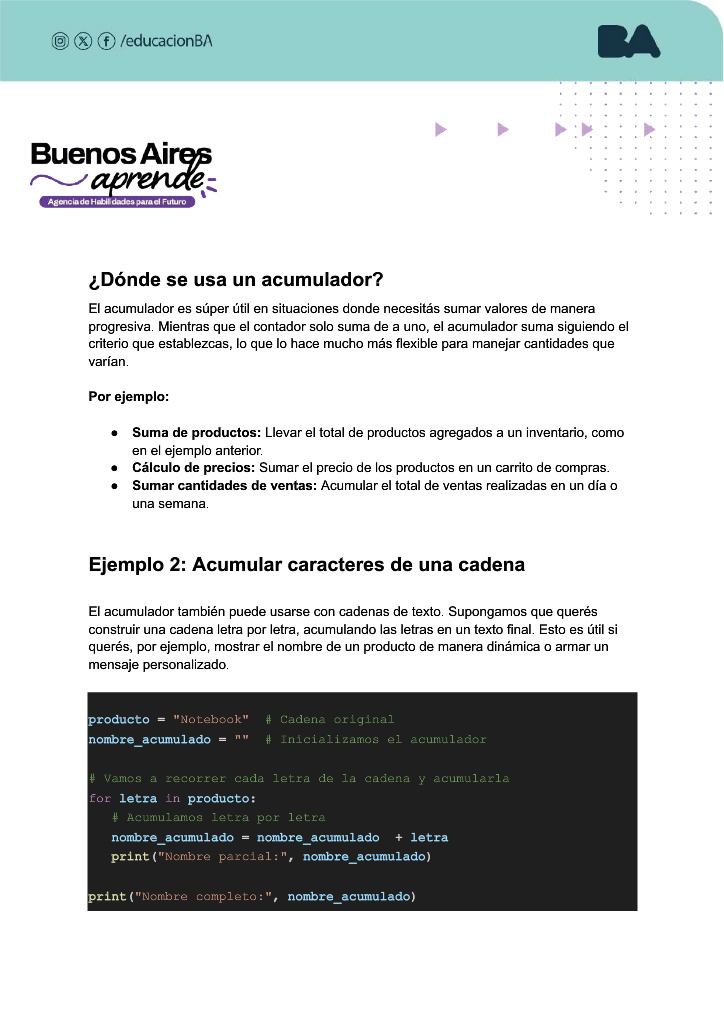 /educacionBA
BA
Buenos Aires
aprende
Agencia de Habilidades para el Futuro
¿Dónde se usa un acumulador?
El acumulador es súper útil en situaciones donde necesitás sumar valores de manera
progresiva. Mientras que el contador solo suma de a uno, el acumulador suma siguiendo el
criterio que establezcas, lo que lo hace mucho más flexible para manejar cantidades que
varían.
Por ejemplo:
● Suma de productos: Llevar el total de productos agregados a un inventario, como
en el ejemplo anterior.
● Cálculo de precios: Sumar el precio de los productos en un carrito de compras.
● Sumar cantidades de ventas: Acumular el total de ventas realizadas en un día o
una semana.
Ejemplo 2: Acumular caracteres de una cadena
El acumulador también puede usarse con cadenas de texto. Supongamos que querés
construir una cadena letra por letra, acumulando las letras en un texto final. Esto es útil si
querés, por ejemplo, mostrar el nombre de un producto de manera dinámica o armar un
mensaje personalizado.
producto = "Notebook"  # Cadena original
nombre_acumulado = ""  # Inicializamos el acumulador
# Vamos a recorrer cada letra de la cadena y acumularla
for letra in producto:
   # Acumulamos letra por letra
   nombre_acumulado = nombre_acumulado  + letra
   print("Nombre parcial:", nombre_acumulado)
print("Nombre completo:", nombre_acumulado)